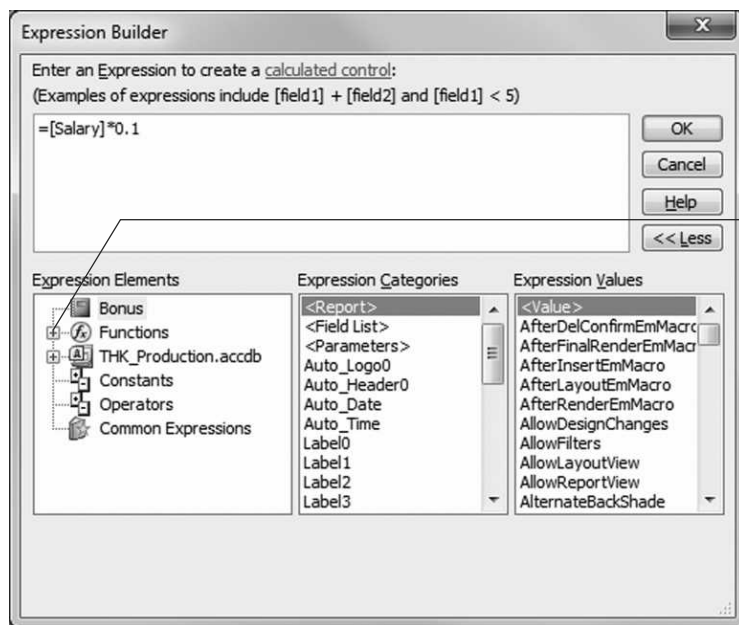 Expression Builder
Enter an Expression to create a calculated control:
(Examples of expressions include [field1] + [field2] and [field1] < 5)
=[Salary]*0.1
OK
Cancel
Help
<< Less
Expression Elements
Bonus
Functions
THK_Production.accdb
Constants
Operators
Common Expressions
Expression Categories
<Report>
<Field List>
<Parameters>
Auto_Logo0
Auto_Header0
Auto_Date
Auto_Time
Label0
Label1
Label2
Label3
Expression Values
<Value>
AfterDelConfirmEmMacrc
AfterFinalRenderEmMacr
AfterInsertEmMacro
AfterLayoutEmMacro
AfterRenderEmMacro
AllowDesignChanges
AllowFilters
AllowLayoutView
AllowReportView
AlternateBackShade